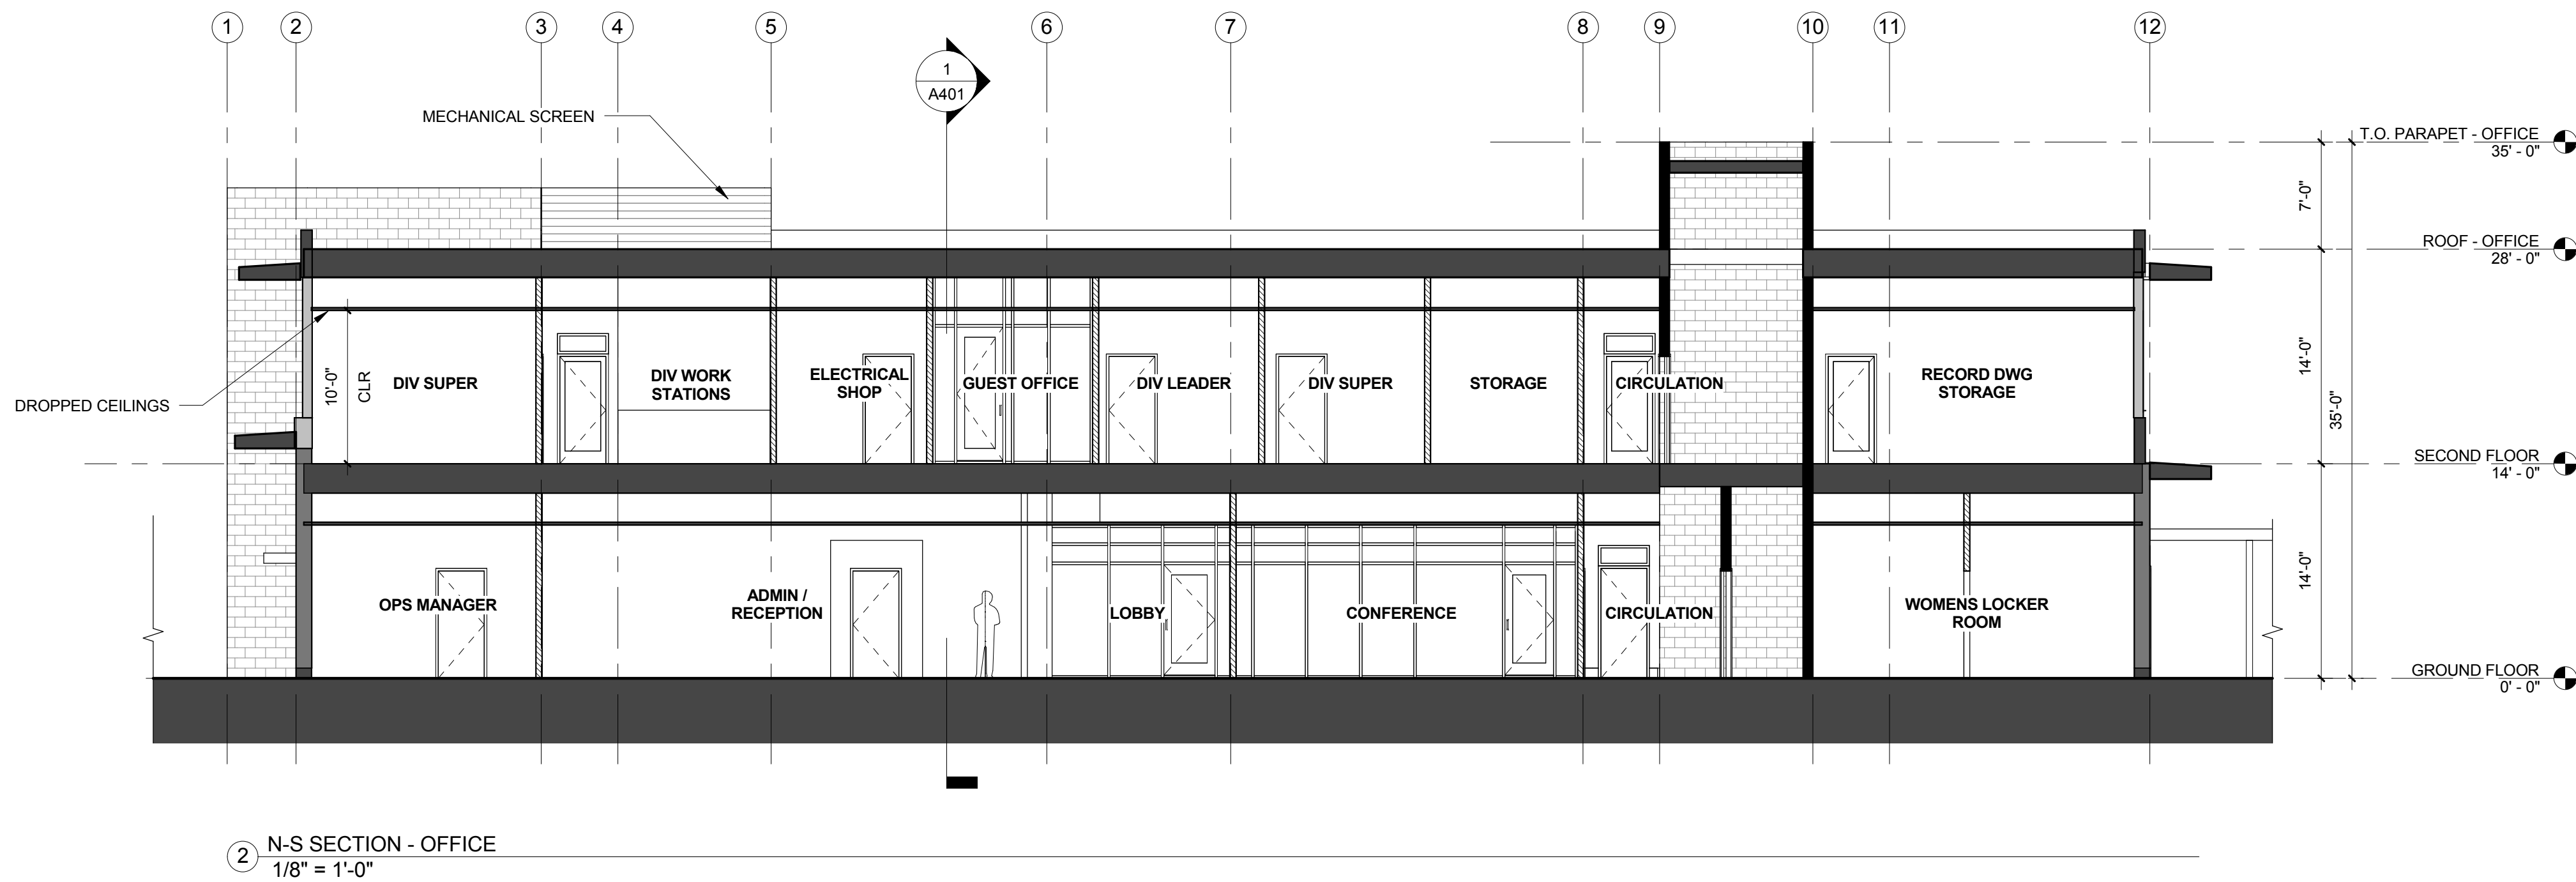 1 2 3 4 5 6 7 8 9 10 11 12
1
A401
MECHANICAL SCREEN
T.O. PARAPET - OFFICE
35' - 0"
7'-0"
ROOF - OFFICE
28' - 0"
14'-0"
35'-0"
DROPPED CEILINGS
10'-0"
CLR
DIV SUPER
DIV WORK
STATIONS
ELECTRICAL
SHOP
GUEST OFFICE
DIV LEADER
DIV SUPER
STORAGE
CIRCULATION
RECORD DWG
STORAGE
SECOND FLOOR
14' - 0"
14'-0"
OPS MANAGER
ADMIN /
RECEPTION
LOBBY
CONFERENCE
CIRCULATION
WOMENS LOCKER
ROOM
GROUND FLOOR
0' - 0"
2
N-S SECTION - OFFICE
1/8" = 1'-0"